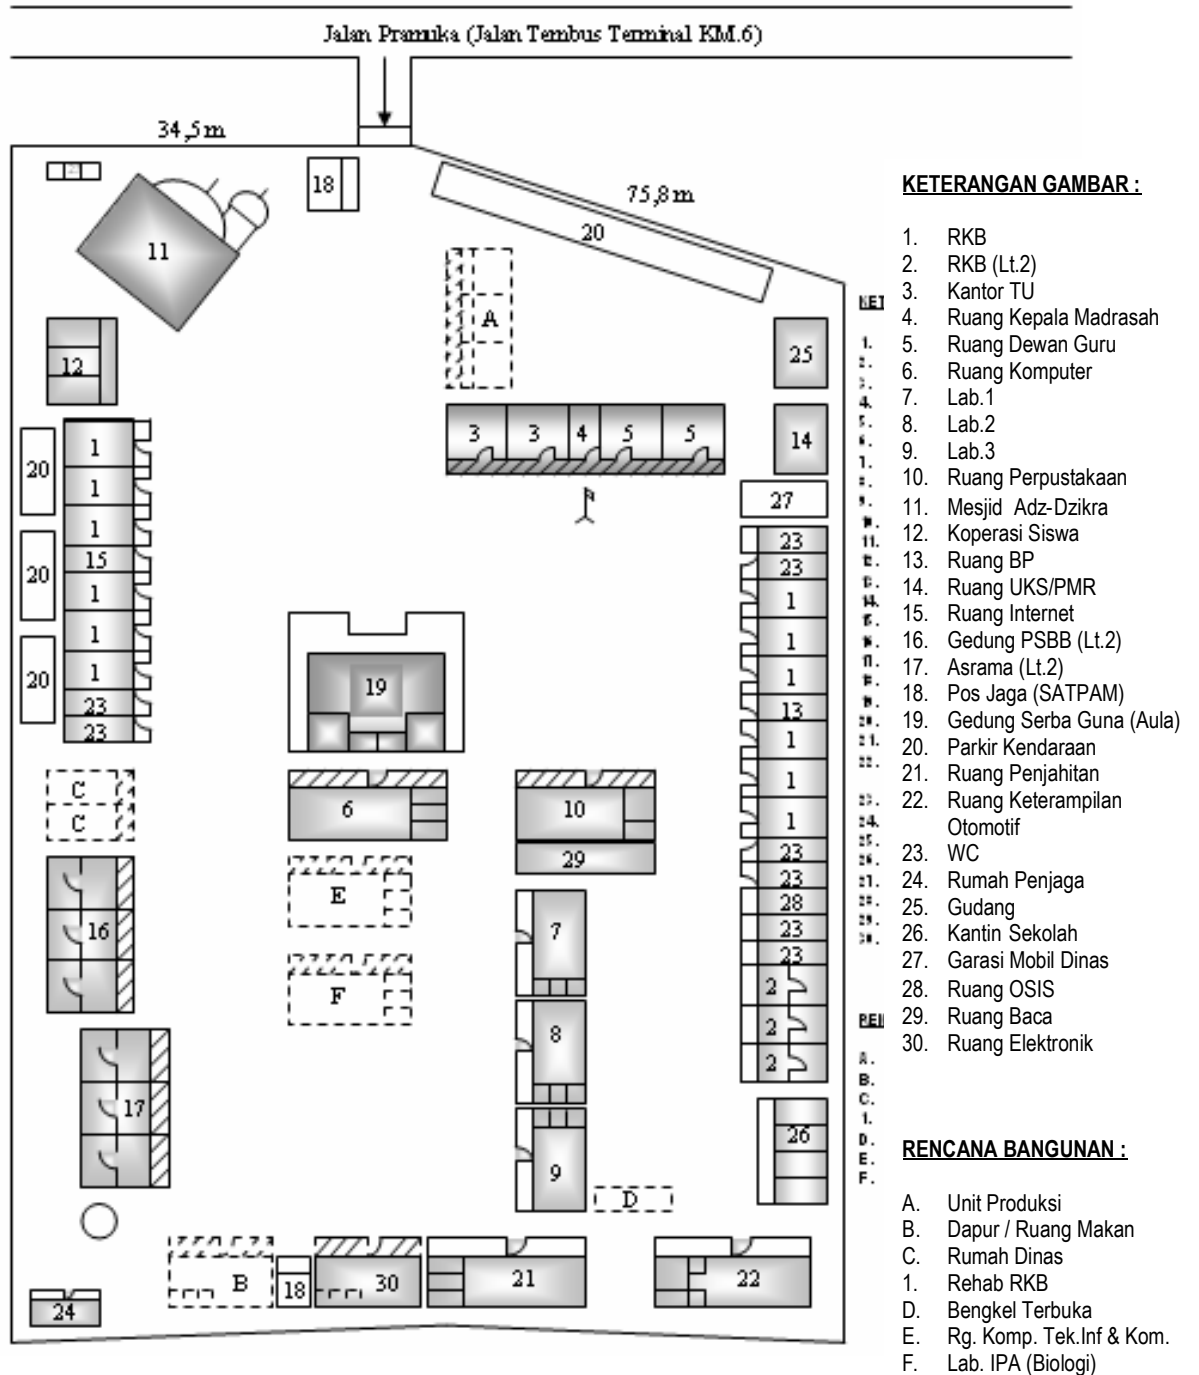 Jalan Pramuka (Jalan Tembus Terminal KM.6)
34,5 m
75,8 m
18
20
11
A
25
12
3 3 4 5 5
14
27
20
20
20
1
1
1
15
1
1
1
23
23
23
23
1
1
1
13
1
1
1
23
23
28
23
23
2
2
2
19
C
C
6
10
29
E
F
7
8
9
16
17
26
D
B
18
30
21
22
24
KETERANGAN GAMBAR :
1. RKB
2. RKB (Lt.2)
3. Kantor TU
4. Ruang Kepala Madrasah
5. Ruang Dewan Guru
6. Ruang Komputer
7. Lab.1
8. Lab.2
9. Lab.3
10. Ruang Perpustakaan
11. Mesjid Adz-Dzikra
12. Koperasi Siswa
13. Ruang BP
14. Ruang UKS/PMR
15. Ruang Internet
16. Gedung PSBB (Lt.2)
17. Asrama (Lt.2)
18. Pos Jaga (SATPAM)
19. Gedung Serba Guna (Aula)
20. Parkir Kendaraan
21. Ruang Penjahitan
22. Ruang Keterampilan
Otomotif
23. WC
24. Rumah Penjaga
25. Gudang
26. Kantin Sekolah
27. Garasi Mobil Dinas
28. Ruang OSIS
29. Ruang Baca
30. Ruang Elektronik
RENCANA BANGUNAN :
A. Unit Produksi
B. Dapur / Ruang Makan
C. Rumah Dinas
1. Rehab RKB
D. Bengkel Terbuka
E. Rg. Komp. Tek.Inf & Kom.
F. Lab. IPA (Biologi)